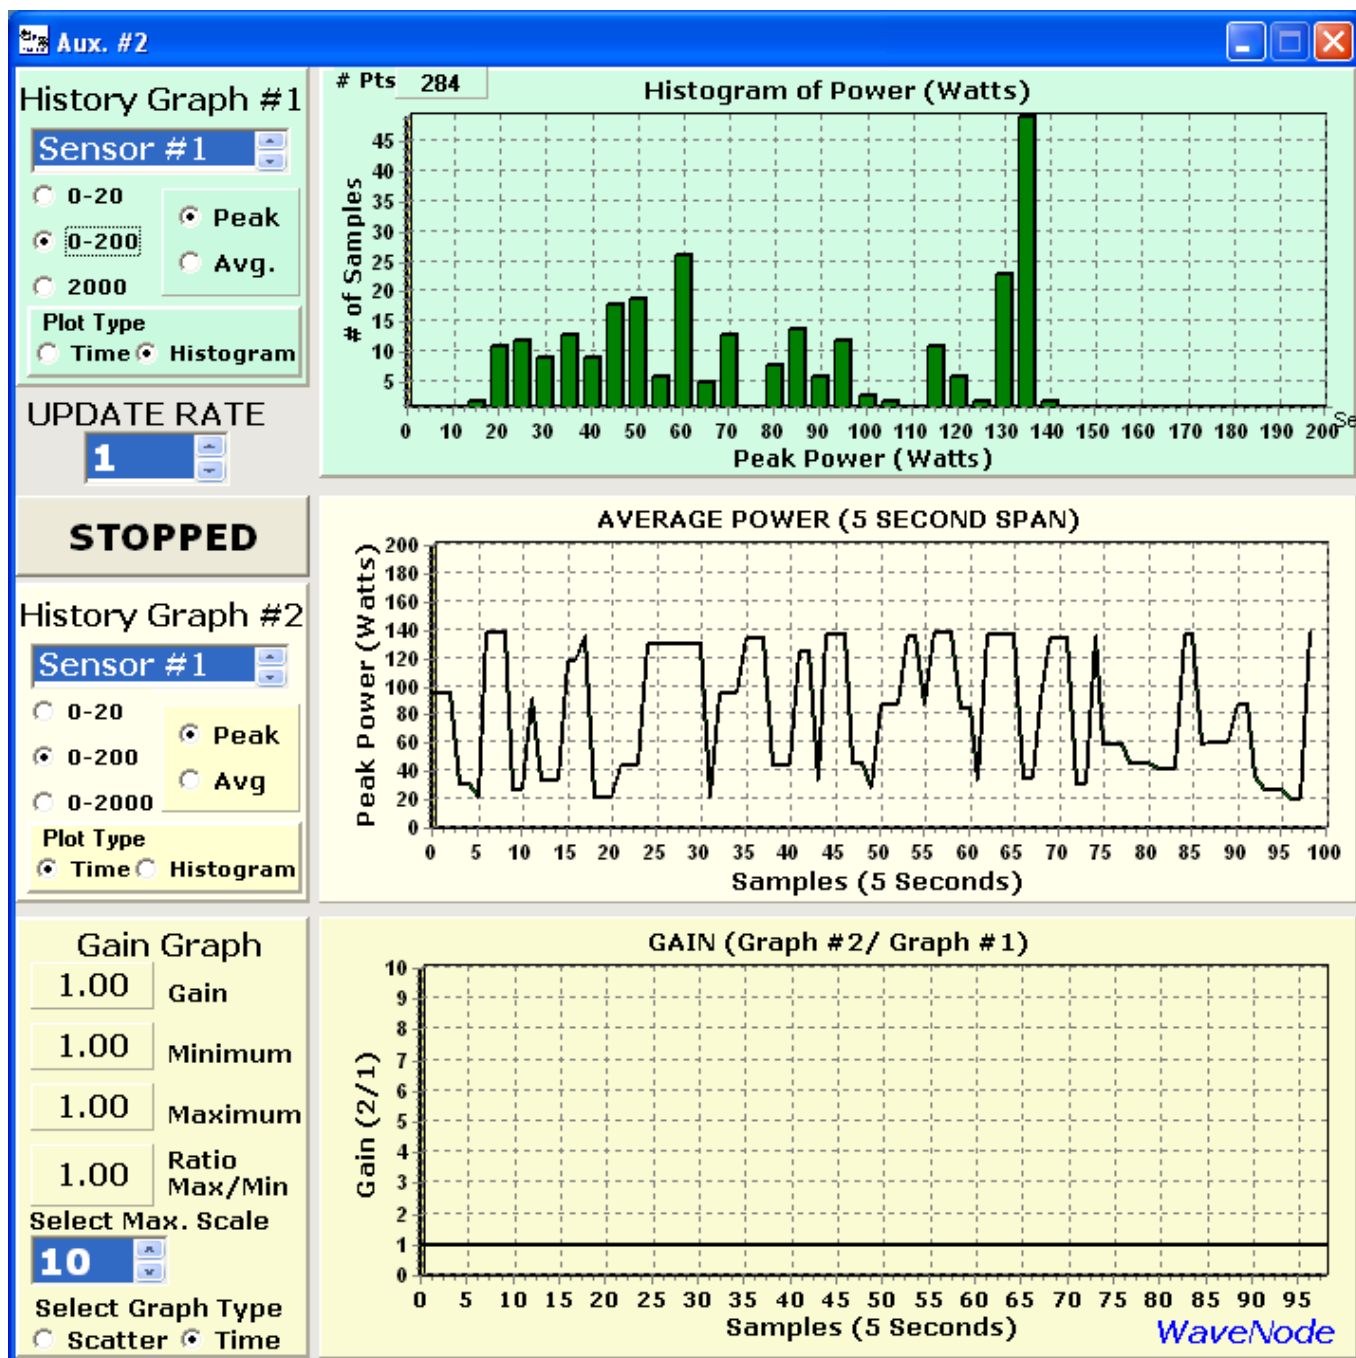 Aux. #2
History Graph #1
Sensor #1
0-20
0-200
2000
Peak
Avg.
Plot Type
Time Histogram
UPDATE RATE
1
STOPPED
History Graph #2
Sensor #1
0-20
0-200
0-2000
Peak
Avg
Plot Type
Time Histogram
Gain Graph
1.00 Gain
1.00 Minimum
1.00 Maximum
1.00 Ratio Max/Min
Select Max. Scale
10
Select Graph Type
Scatter Time
# Pts 284
Histogram of Power (Watts)
# of Samples
45
40
35
30
25
20
15
10
5
0 10 20 30 40 50 60 70 80 90 100 110 120 130 140 150 160 170 180 190 200
Se
Peak Power (Watts)
AVERAGE POWER (5 SECOND SPAN)
Peak Power (Watts)
200
180
160
140
120
100
80
60
40
20
0
0 5 10 15 20 25 30 35 40 45 50 55 60 65 70 75 80 85 90 95 100
Samples (5 Seconds)
GAIN (Graph #2/ Graph #1)
Gain (2/1)
10
9
8
7
6
5
4
3
2
1
0
0 5 10 15 20 25 30 35 40 45 50 55 60 65 70 75 80 85 90 95
Samples (5 Seconds)
WaveNode